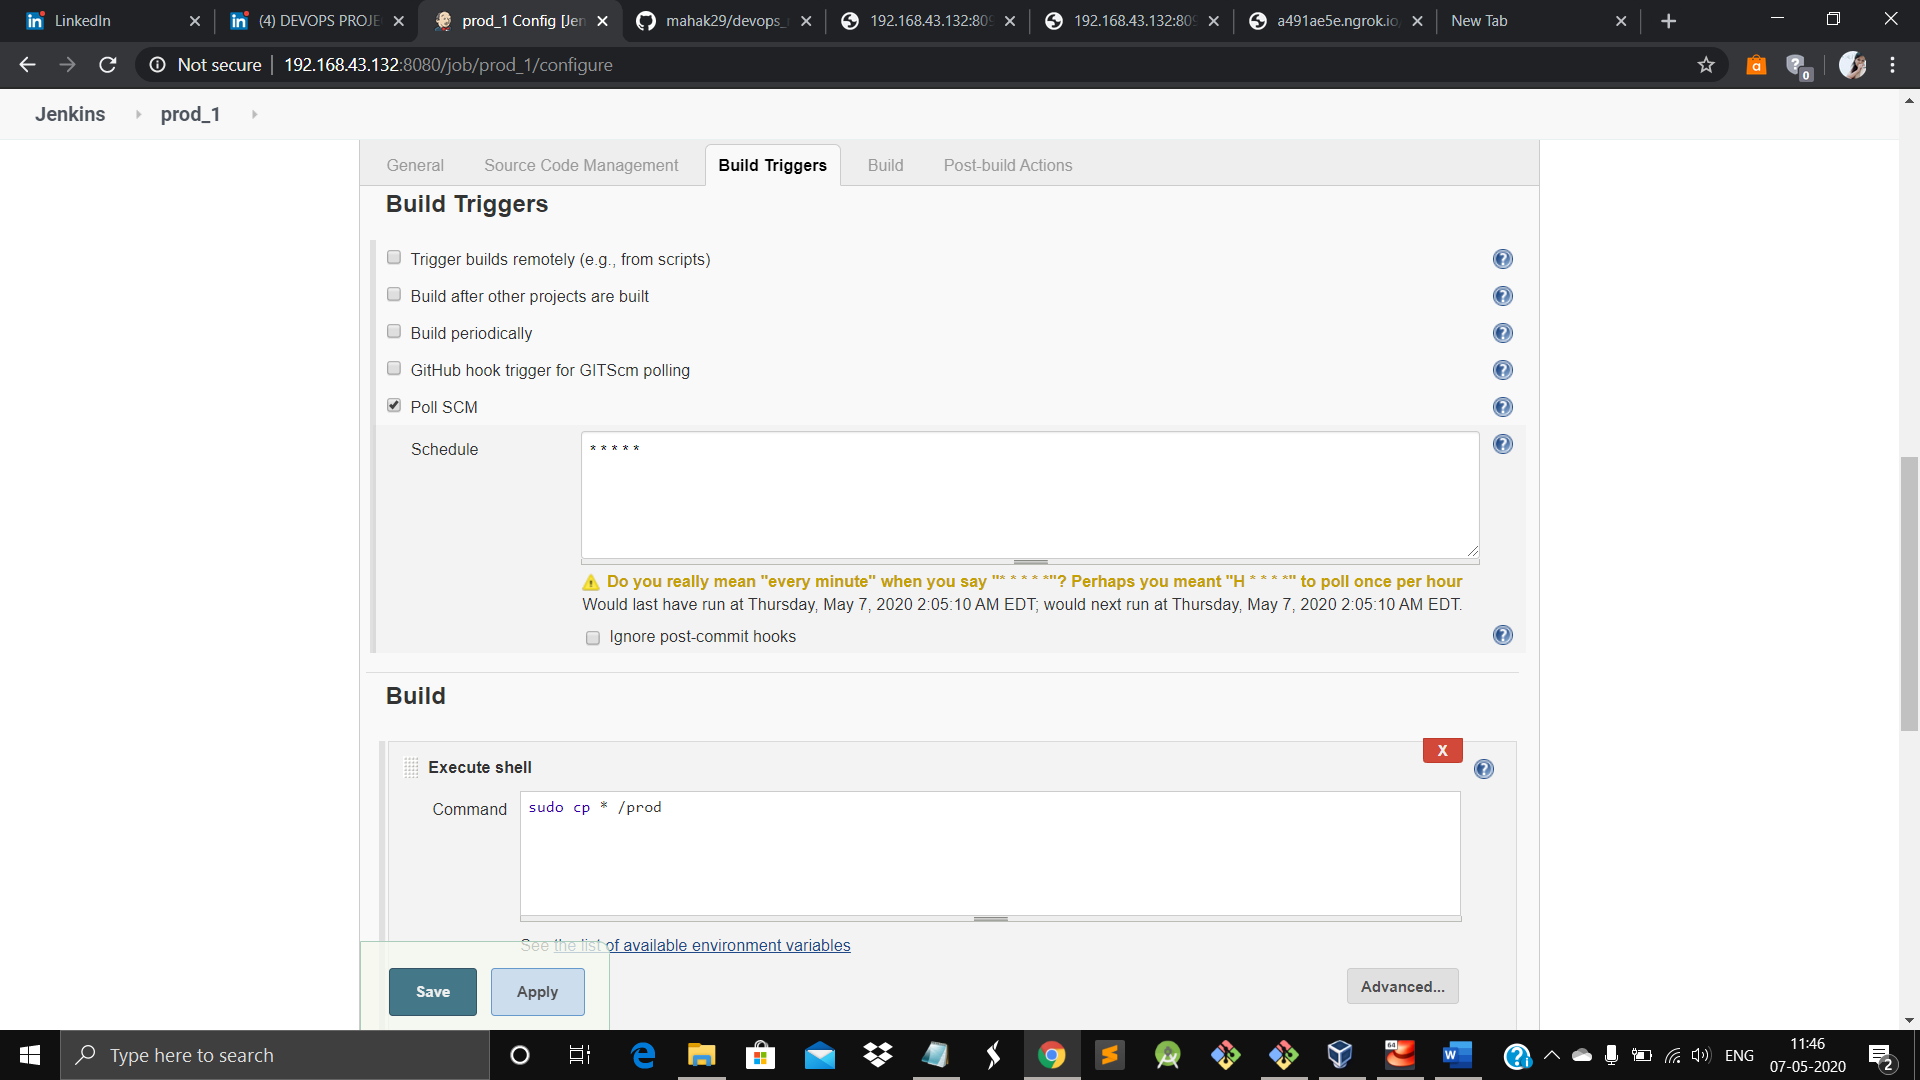 LinkedIn
(4) DEVOPS PROJE
prod_1 Config [Jen
mahak29/devops_
192.168.43.132:809
192.168.43.132:809
a491ae5e.ngrok.io
New Tab
Not secure
192.168.43.132:8080/job/prod_1/configure
0
Jenkins
prod_1
General
Source Code Management
Build Triggers
Build
Post-build Actions
Build Triggers
Trigger builds remotely (e.g., from scripts)
Build after other projects are built
Build periodically
GitHub hook trigger for GITScm polling
Poll SCM
Schedule
* * * * *
Do you really mean "every minute" when you say "* * * * *"? Perhaps you meant "H * * * *" to poll once per hour
Would last have run at Thursday, May 7, 2020 2:05:10 AM EDT; would next run at Thursday, May 7, 2020 2:05:10 AM EDT.
Ignore post-commit hooks
Build
X
Execute shell
Command
sudo cp * /prod
See the list of available environment variables
Save
Apply
Advanced...
Type here to search
64
ENG
11:46
07-05-2020
2